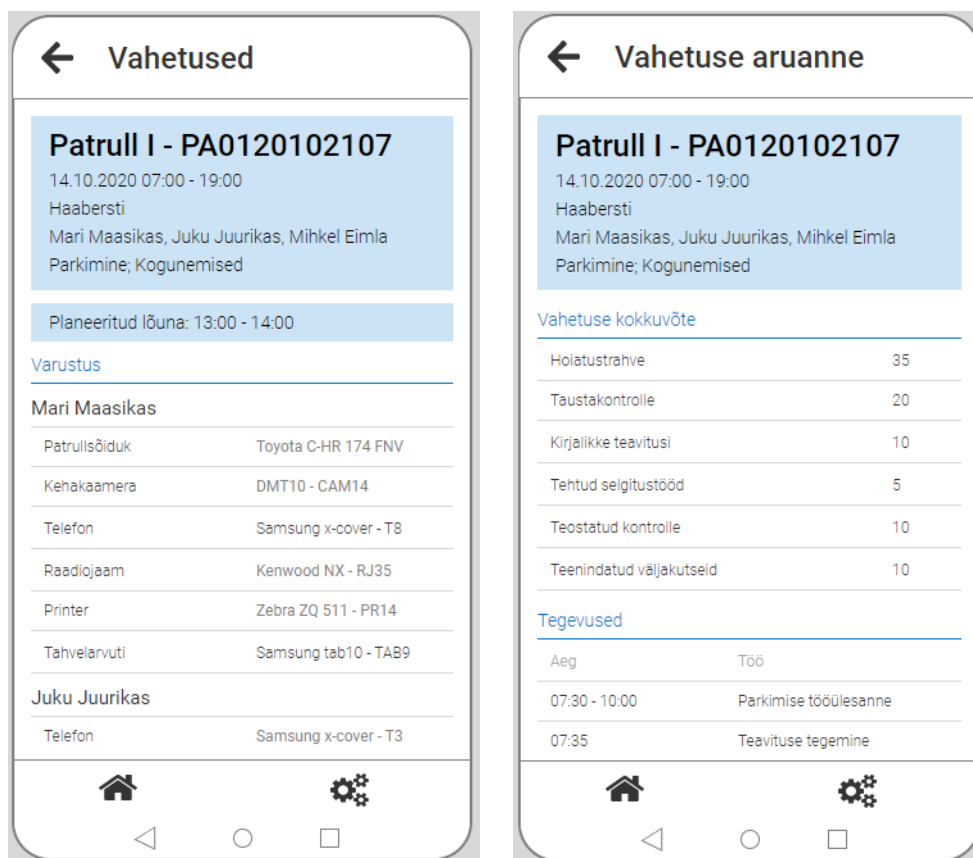 Vahetused
Patrull I - PA0120102107
14.10.2020 07:00 - 19:00
Haabersti
Mari Maasikas, Juku Juurikas, Mihkel Eimla
Parkimine; Kogunemised
Planeeritud lõuna: 13:00 - 14:00
Varustus
Mari Maasikas
Patrullsõiduk Toyota C-HR 174 FNV
Kehakaamera DMT10 - CAM14
Telefon Samsung x-cover - T8
Raadiojaam Kenwood NX - RJ35
Printer Zebra ZQ 511 - PR14
Tahvelarvuti Samsung tab10 - TAB9
Juku Juurikas
Telefon Samsung x-cover - T3
Vahetuse aruanne
Patrull I - PA0120102107
14.10.2020 07:00 - 19:00
Haabersti
Mari Maasikas, Juku Juurikas, Mihkel Eimla
Parkimine; Kogunemised
Vahetuse kokkuvõte
Hoiatustrahve 35
Taustakontrolle 20
Kirjalikke teavitusi 10
Tehtud selgitustööd 5
Teostatud kontrolle 10
Teenindatud väljakutseid 10
Tegevused
Aeg Töö
07:30 - 10:00 Parkimise tööülesanne
07:35 Teavituse tegemine